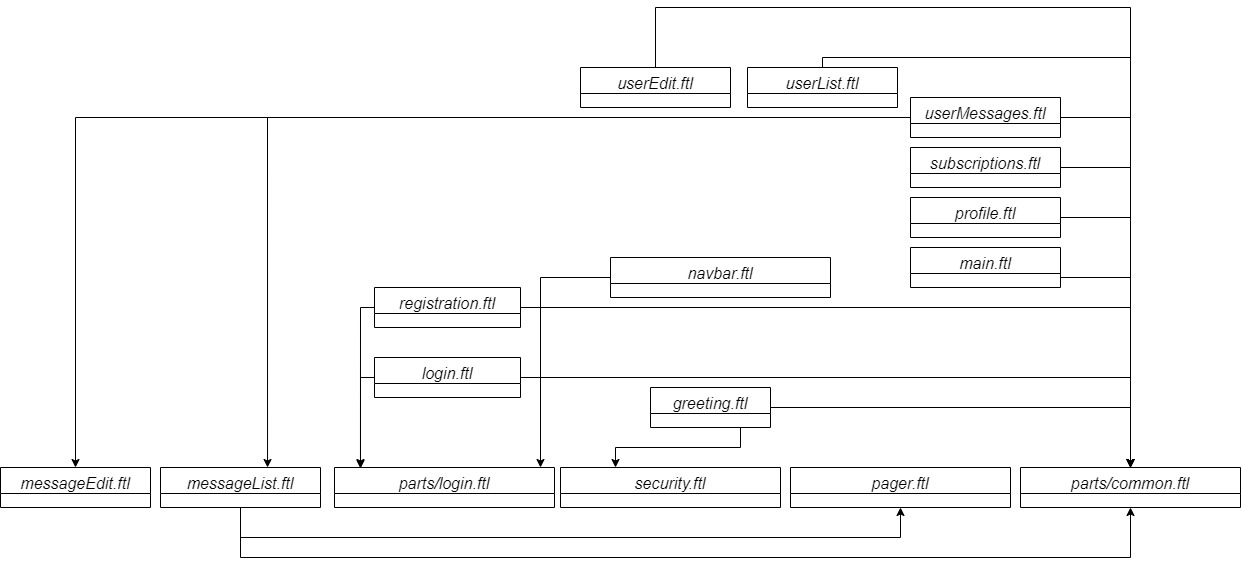 userEdit.ftl
userList.ftl
userMessages.ftl
subscriptions.ftl
profile.ftl
main.ftl
navbar.ftl
registration.ftl
login.ftl
greeting.ftl
messageEdit.ftl
messageList.ftl
parts/login.ftl
security.ftl
pager.ftl
parts/common.ftl